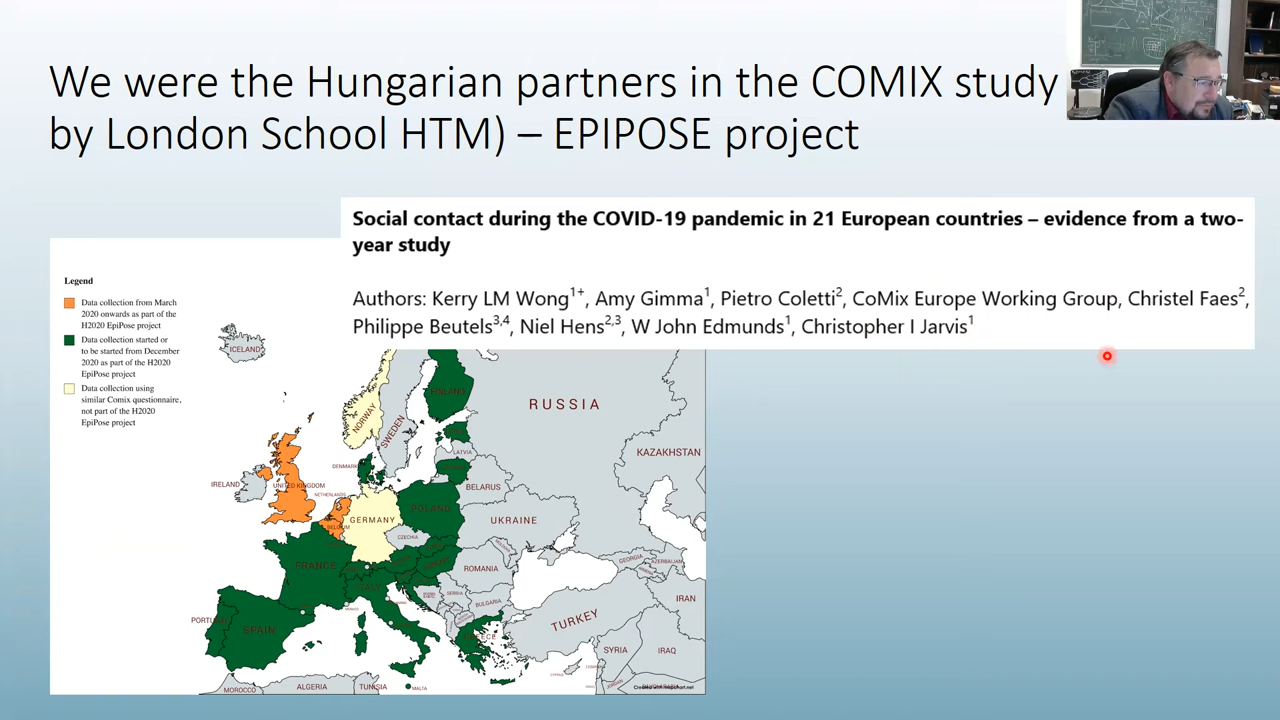 We were the Hungarian partners in the COMIX study
by London School HTM) – EPIPOSE project
Social contact during the COVID-19 pandemic in 21 European countries – evidence from a two-
year study
Authors: Kerry LM Wong1+, Amy Gimma1, Pietro Coletti2, CoMix Europe Working Group, Christel Faes2,
Philippe Beutels3,4, Niel Hens2,3, W John Edmunds1, Christopher I Jarvis1
Legend
Data collection from March
2020 onwards as part of the
H2020 EpiPose project
Data collection started or
to be started from December
2020 as part of the H2020
EpiPose project
Data collection using
similar Comix questionnaire,
not part of the H2020
EpiPose project
ICELAND
FINLAND
RUSSIA
NORWAY
SWEDEN
LATVIA
KAZAKHSTAN
DENMARK
IRELAND
UNITED KINGDOM
BELARUS
NETHERLANDS
POLAND
GERMANY
UKRAINE
BELGIUM
CZECHIA
FRANCE
ROMANIA
GEORGIA
AZERBAIJAN
ITALY
SERBIA
BULGARIA
IRAN
PORTUGAL
SPAIN
TURKEY
GREECE
SYRIA
IRAQ
CYPRUS
MOROCCO
ALGERIA
TUNISIA
MALTA
Created with mapchart.net